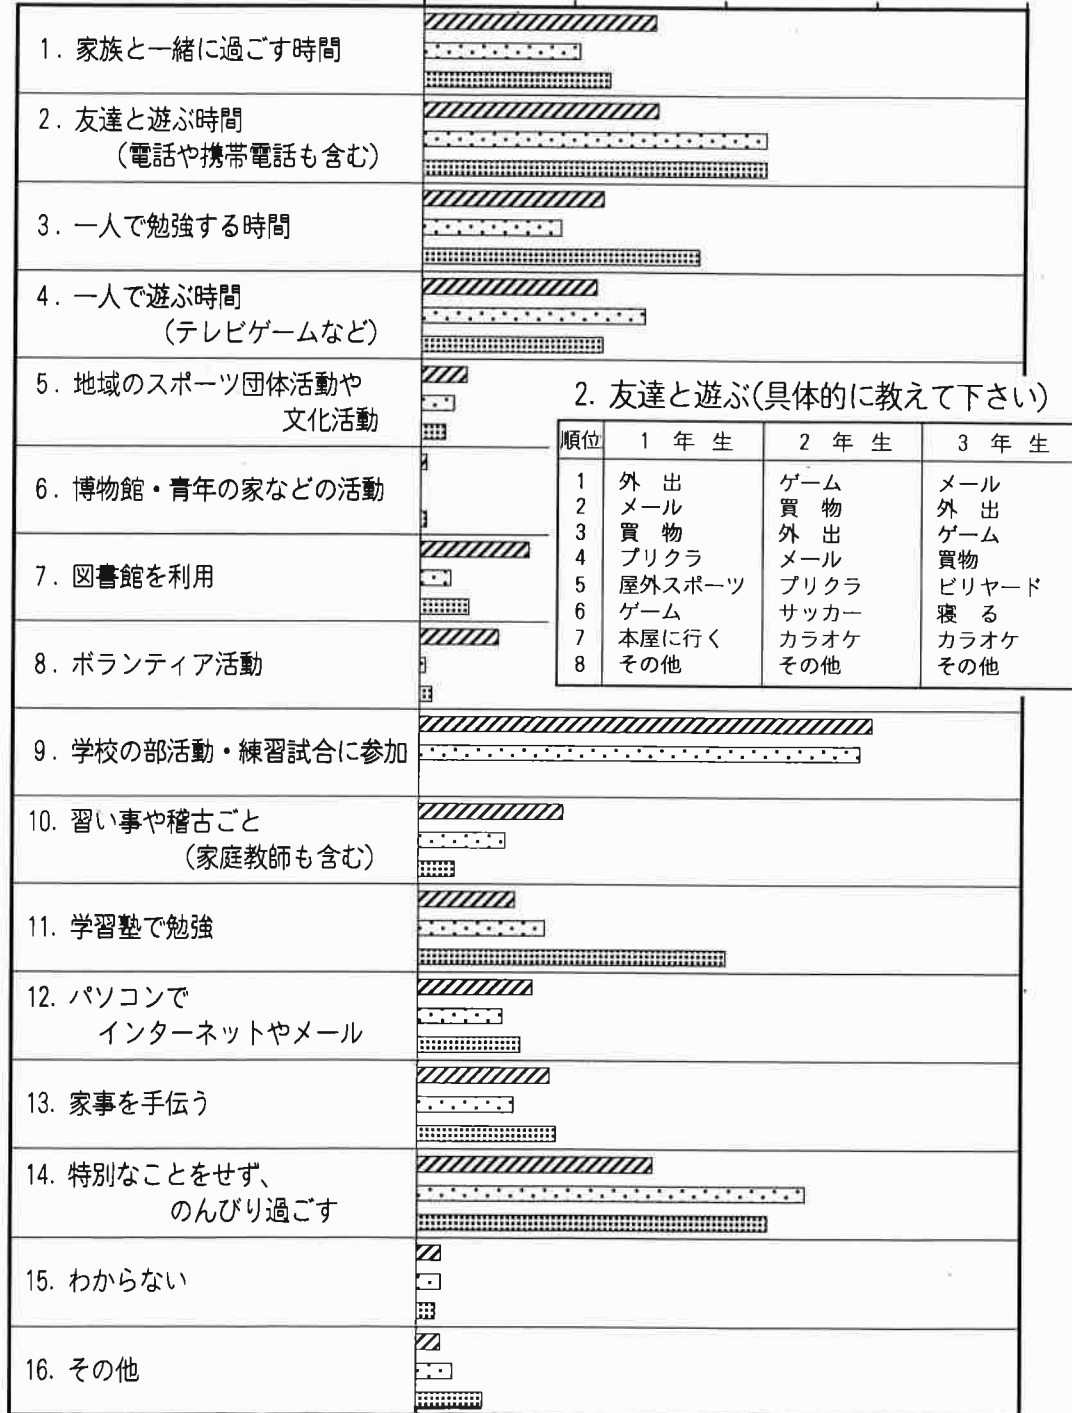 1. 家族と一緒に過ごす時間
2. 友達と遊ぶ時間
(電話や携帯電話も含む)
3. 一人で勉強する時間
4. 一人で遊ぶ時間
(テレビゲームなど)
5. 地域のスポーツ団体活動や
文化活動
6. 博物館・青年の家などの活動
7. 図書館を利用
8. ボランティア活動
9. 学校の部活動・練習試合に参加
10. 習い事や稽古ごと
(家庭教師も含む)
11. 学習塾で勉強
12. パソコンで
インターネットやメール
13. 家事を手伝う
14. 特別なことをせず、
のんびり過ごす
15. わからない
16. その他
2. 友達と遊ぶ(具体的に教えて下さい)
順位 1年生 2年生 3年生
1 外出 ゲーム メール
2 メール 買物 外出
3 買物 外出 ゲーム
4 プリクラ メール 買物
5 屋外スポーツ プリクラ ビリヤード
6 ゲーム サッカー 寝る
7 本屋に行く カラオケ カラオケ
8 その他 その他 その他